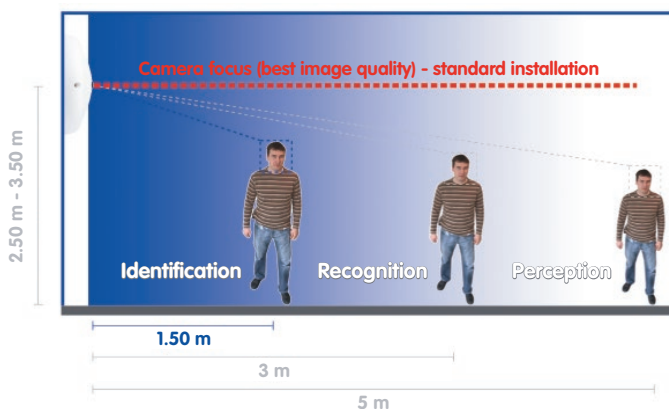 Camera focus (best image quality) - standard installation
2.50 m - 3.50 m
Identification
Recognition
Perception
1.50 m
3 m
5 m